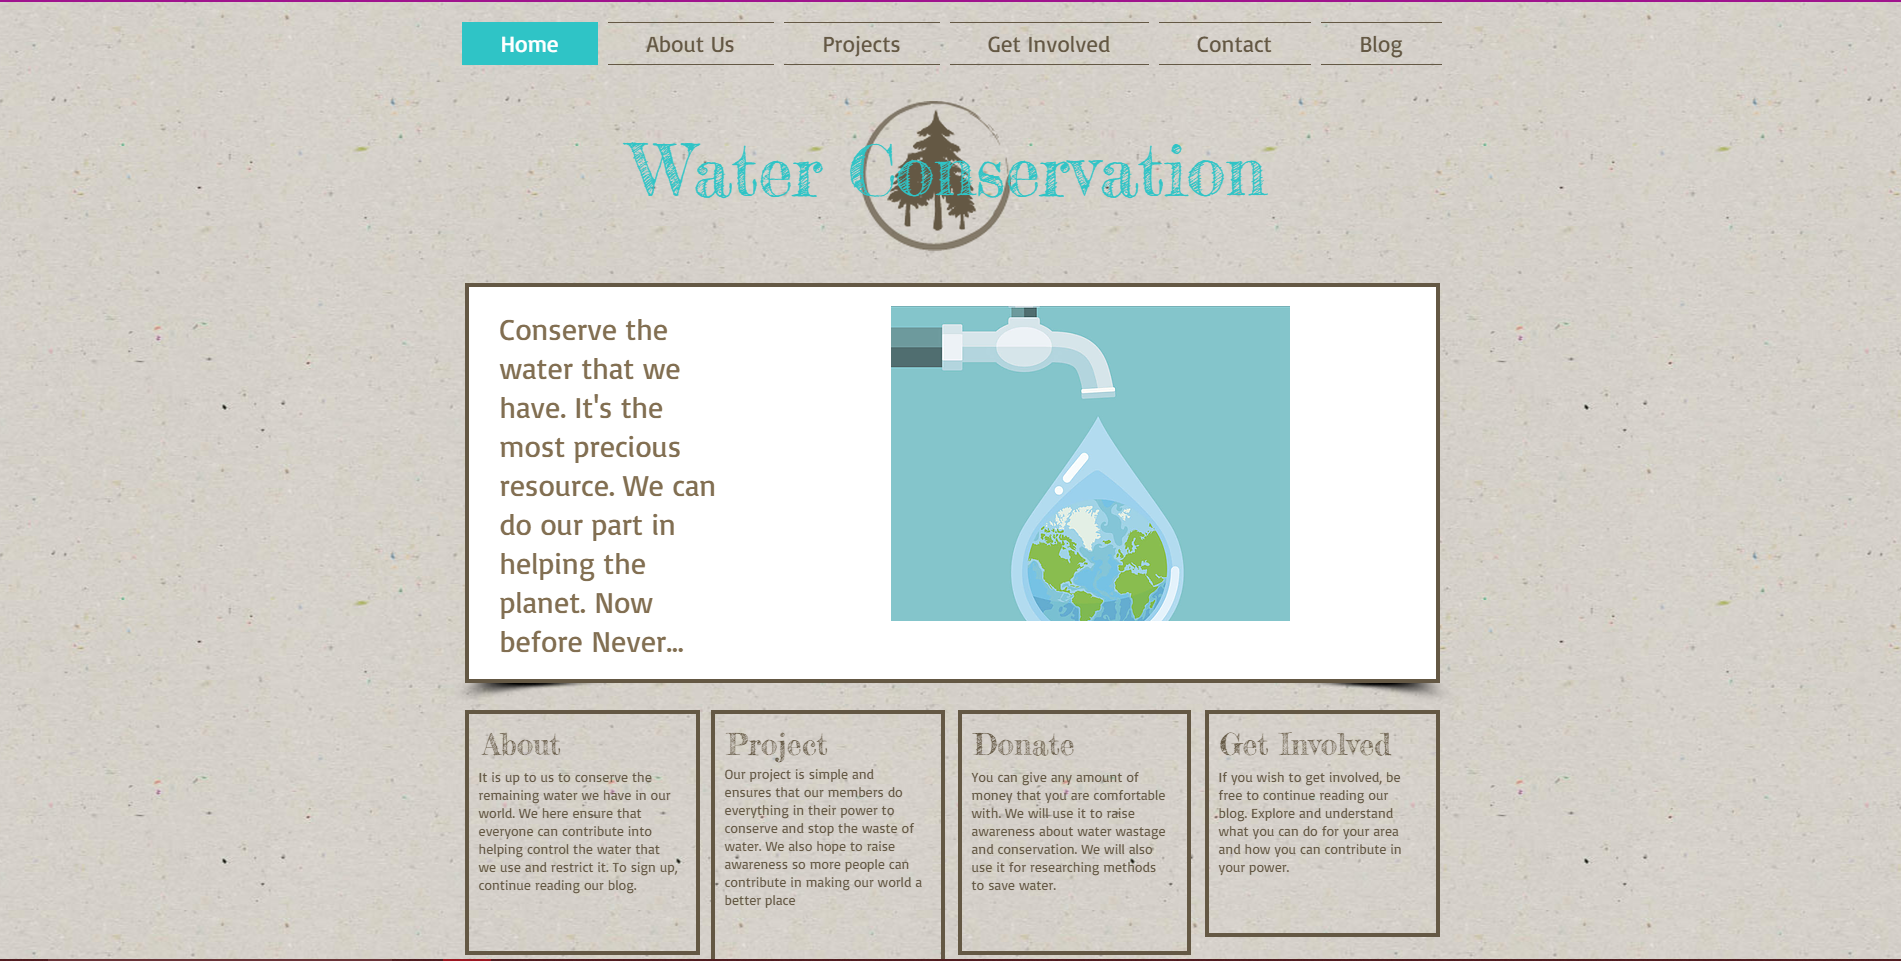 Home About Us Projects Get Involved Contact Blog
Water Conservation
Conserve the
water that we
have. It's the
most precious
resource. We can
do our part in
helping the
planet. Now
before Never...
About
It is up to us to conserve the
remaining water we have in our
world. We here ensure that
everyone can contribute into
helping control the water that
we use and restrict it. To sign up,
continue reading our blog.
Project
Our project is simple and
ensures that our members do
everything in their power to
conserve and stop the waste of
water. We also hope to raise
awareness so more people can
contribute in making our world a
better place
Donate
You can give any amount of
money that you are comfortable
with. We will use it to raise
awareness about water wastage
and conservation. We will also
use it for researching methods
to save water.
Get Involved
If you wish to get involved, be
free to continue reading our
blog. Explore and understand
what you can do for your area
and how you can contribute in
your power.